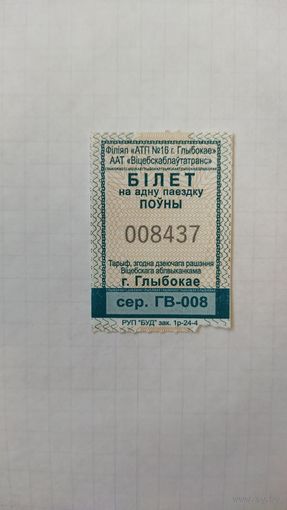 Філіял «АТП №16 г. Глыбокае»
ААТ «Віцебскаблаўтатранс»
БІЛЕТ
на адну паездку
ПОЎНЫ
008437
Тарыф, згодна дзеючага рашэння
Віцебскага аблвыканкама
г. Глыбокае
сер. ГВ-008
РУП "БУД" зак. 1р-24-4